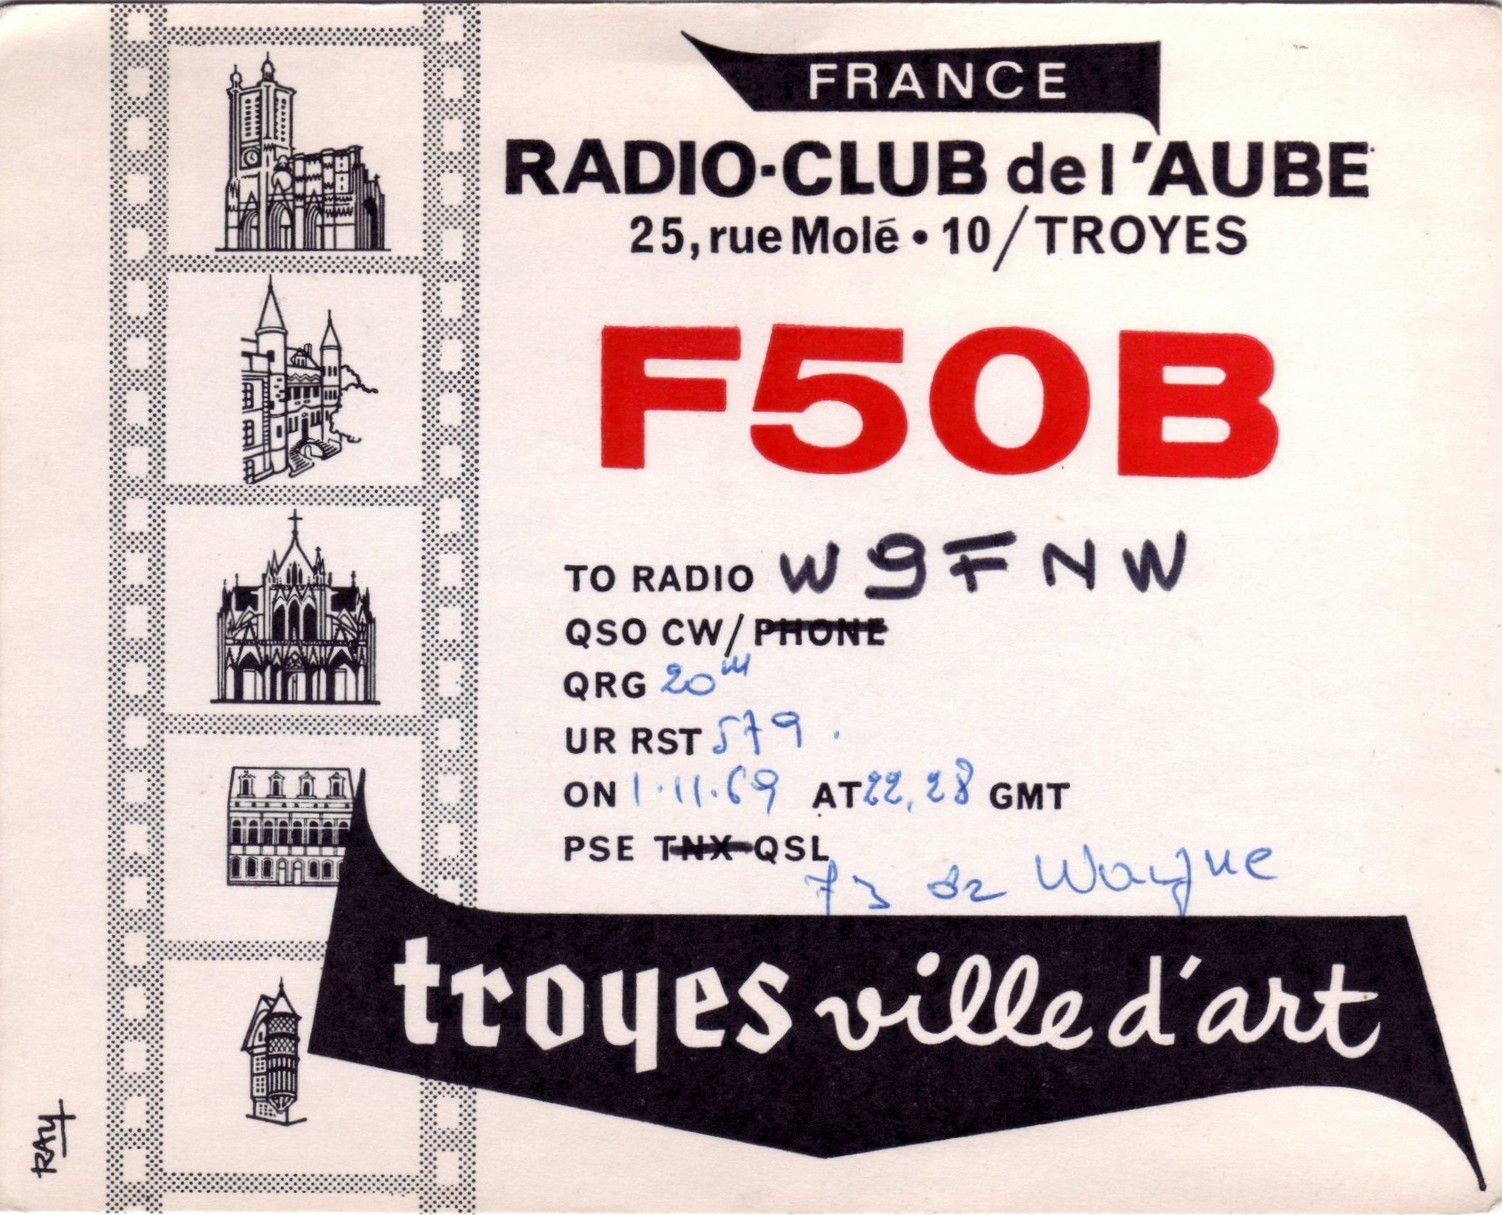 FRANCE
RADIO-CLUB de l'AUBE
25, rue Molé • 10/TROYES
F5OB
TO RADIO W9FNW
QSO CW/PHONE
QRG 20m
UR RST 579.
ON 1.11.69 AT 22,28 GMT
PSE TNX QSL
73 Wayne
troyes ville d'art
RAY